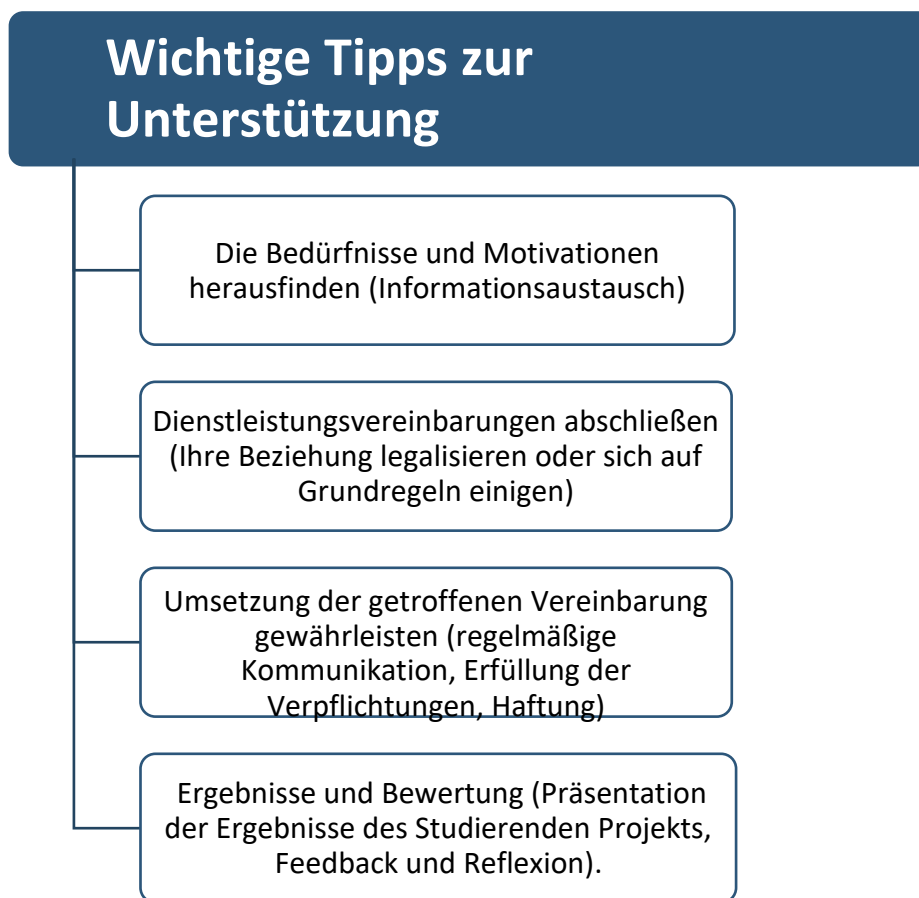 Wichtige Tipps zur
Unterstützung
Die Bedürfnisse und Motivationen
herausfinden (Informationsaustausch)
Dienstleistungsvereinbarungen abschließen
(Ihre Beziehung legalisieren oder sich auf
Grundregeln einigen)
Umsetzung der getroffenen Vereinbarung
gewährleisten (regelmäßige
Kommunikation, Erfüllung der
Verpflichtungen, Haftung)
Ergebnisse und Bewertung (Präsentation
der Ergebnisse des Studierenden Projekts,
Feedback und Reflexion).